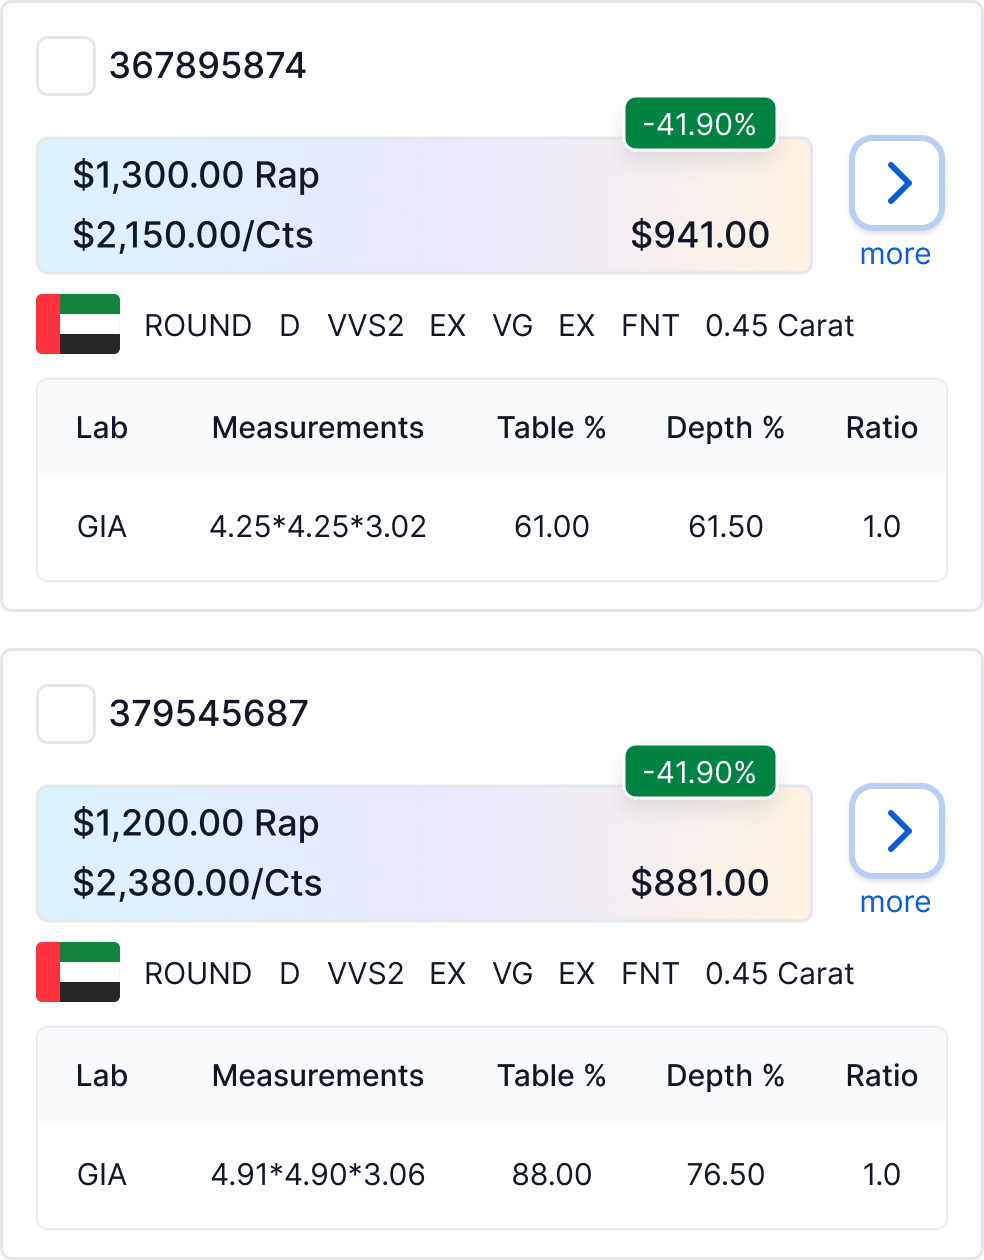 367895874
-41.90%
$1,300.00 Rap
$2,150.00/Cts $941.00
more
ROUND D VVS2 EX VG EX FNT 0.45 Carat
Lab Measurements Table % Depth % Ratio
GIA 4.25*4.25*3.02 61.00 61.50 1.0
379545687
-41.90%
$1,200.00 Rap
$2,380.00/Cts $881.00
more
ROUND D VVS2 EX VG EX FNT 0.45 Carat
Lab Measurements Table % Depth % Ratio
GIA 4.91*4.90*3.06 88.00 76.50 1.0